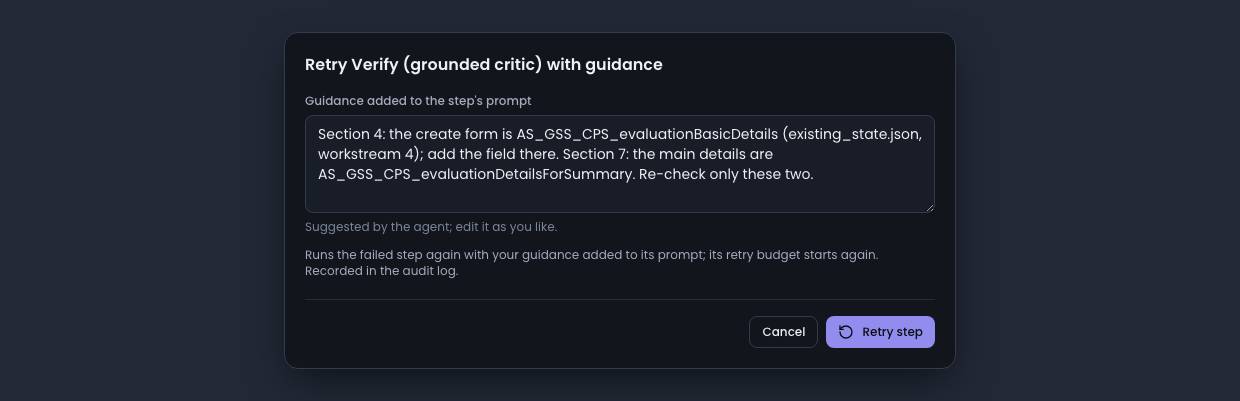 Retry Verify (grounded critic) with guidance
Guidance added to the step's prompt
Section 4: the create form is AS_GSS_CPS_evaluationBasicDetails (existing_state.json,
workstream 4); add the field there. Section 7: the main details are
AS_GSS_CPS_evaluationDetailsForSummary. Re-check only these two.
Suggested by the agent; edit it as you like.
Runs the failed step again with your guidance added to its prompt; its retry budget starts again.
Recorded in the audit log.
Cancel
Retry step